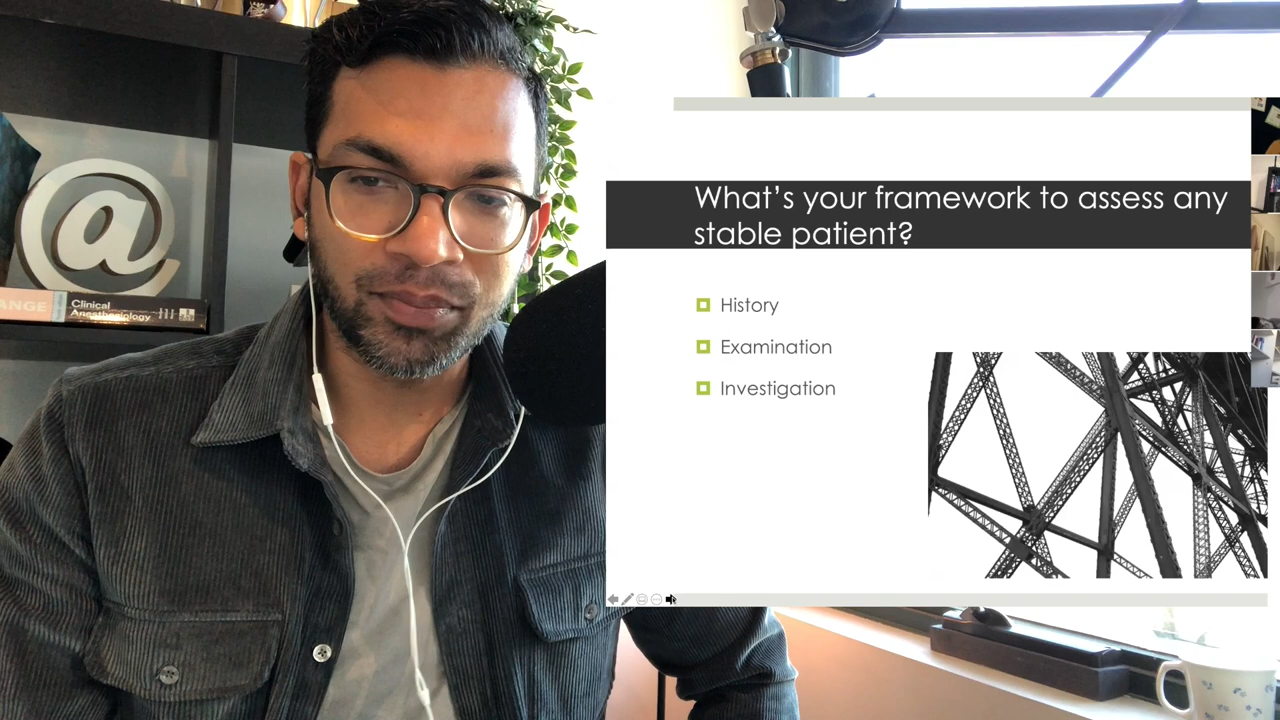 @
ANGE
Clinical
Anesthesiology
What's your framework to assess any
stable patient?
History
Examination
Investigation